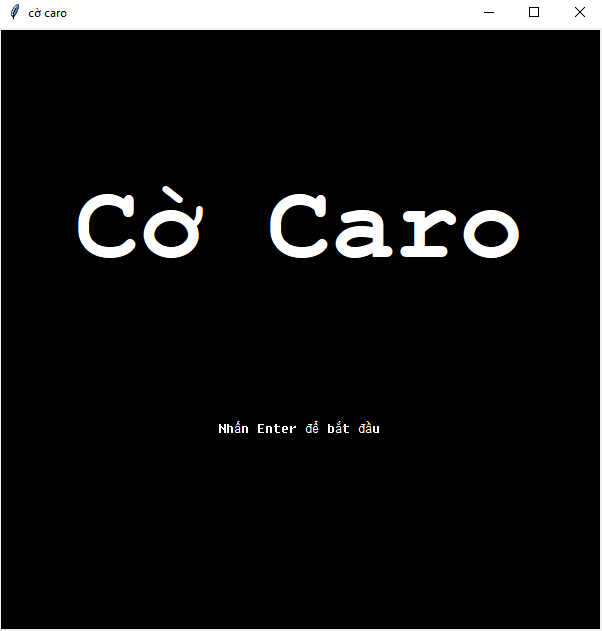 cờ caro
Cờ Caro
Nhấn Enter để bắt đầu